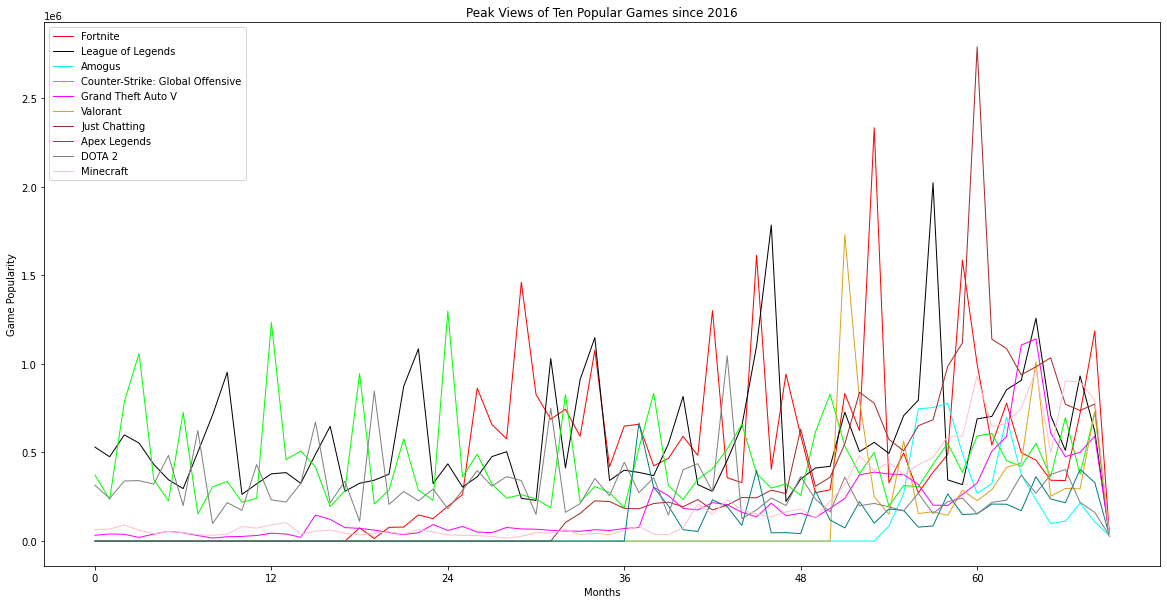 Peak Views of Ten Popular Games since 2016
1e6
Fortnite
League of Legends
Amogus
Counter-Strike: Global Offensive
Grand Theft Auto V
Valorant
Just Chatting
Apex Legends
DOTA 2
Minecraft
2.5
2.0
1.5
1.0
0.5
0.0
Game Popularity
0 12 24 36 48 60
Months